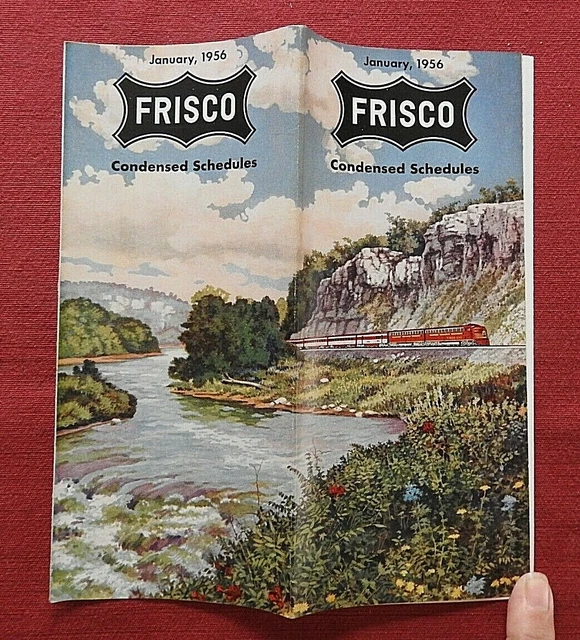 January, 1956
FRISCO
Condensed Schedules
January, 1956
FRISCO
Condensed Schedules